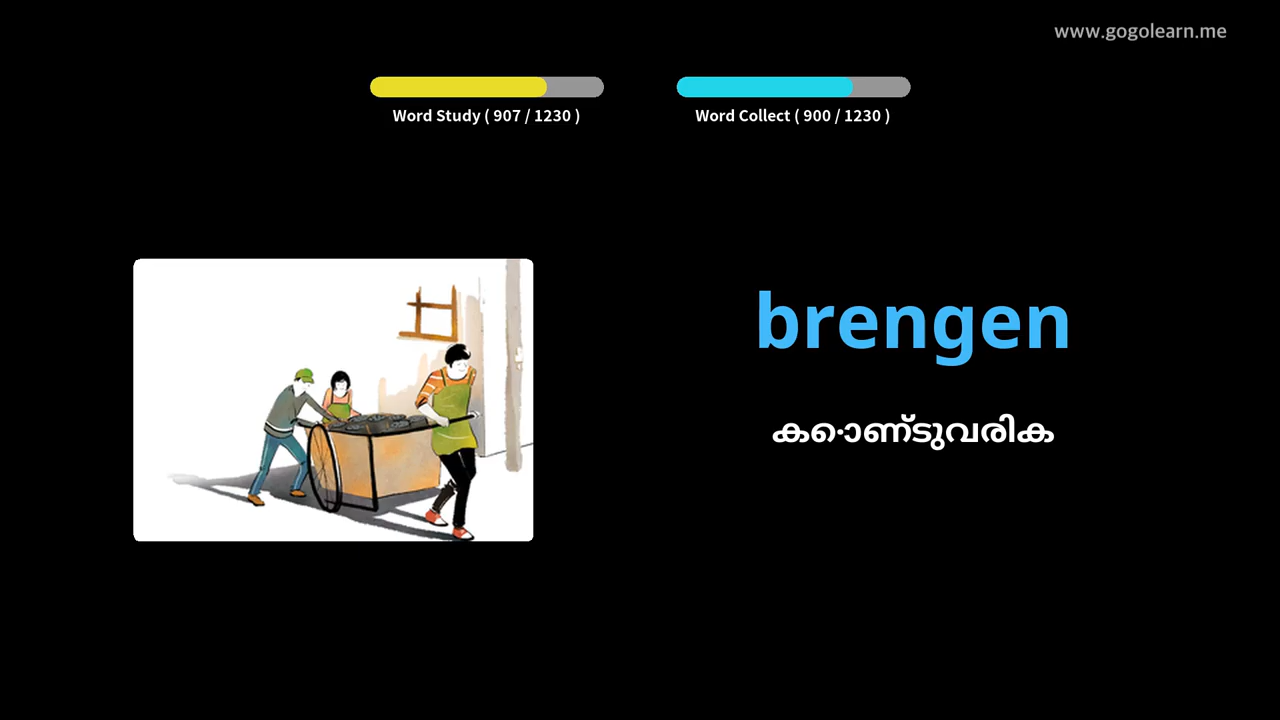 www.gogolearn.me
Word Study ( 907 / 1230 )
Word Collect ( 900 / 1230 )
brengen
കൊണ്ടുവരിക